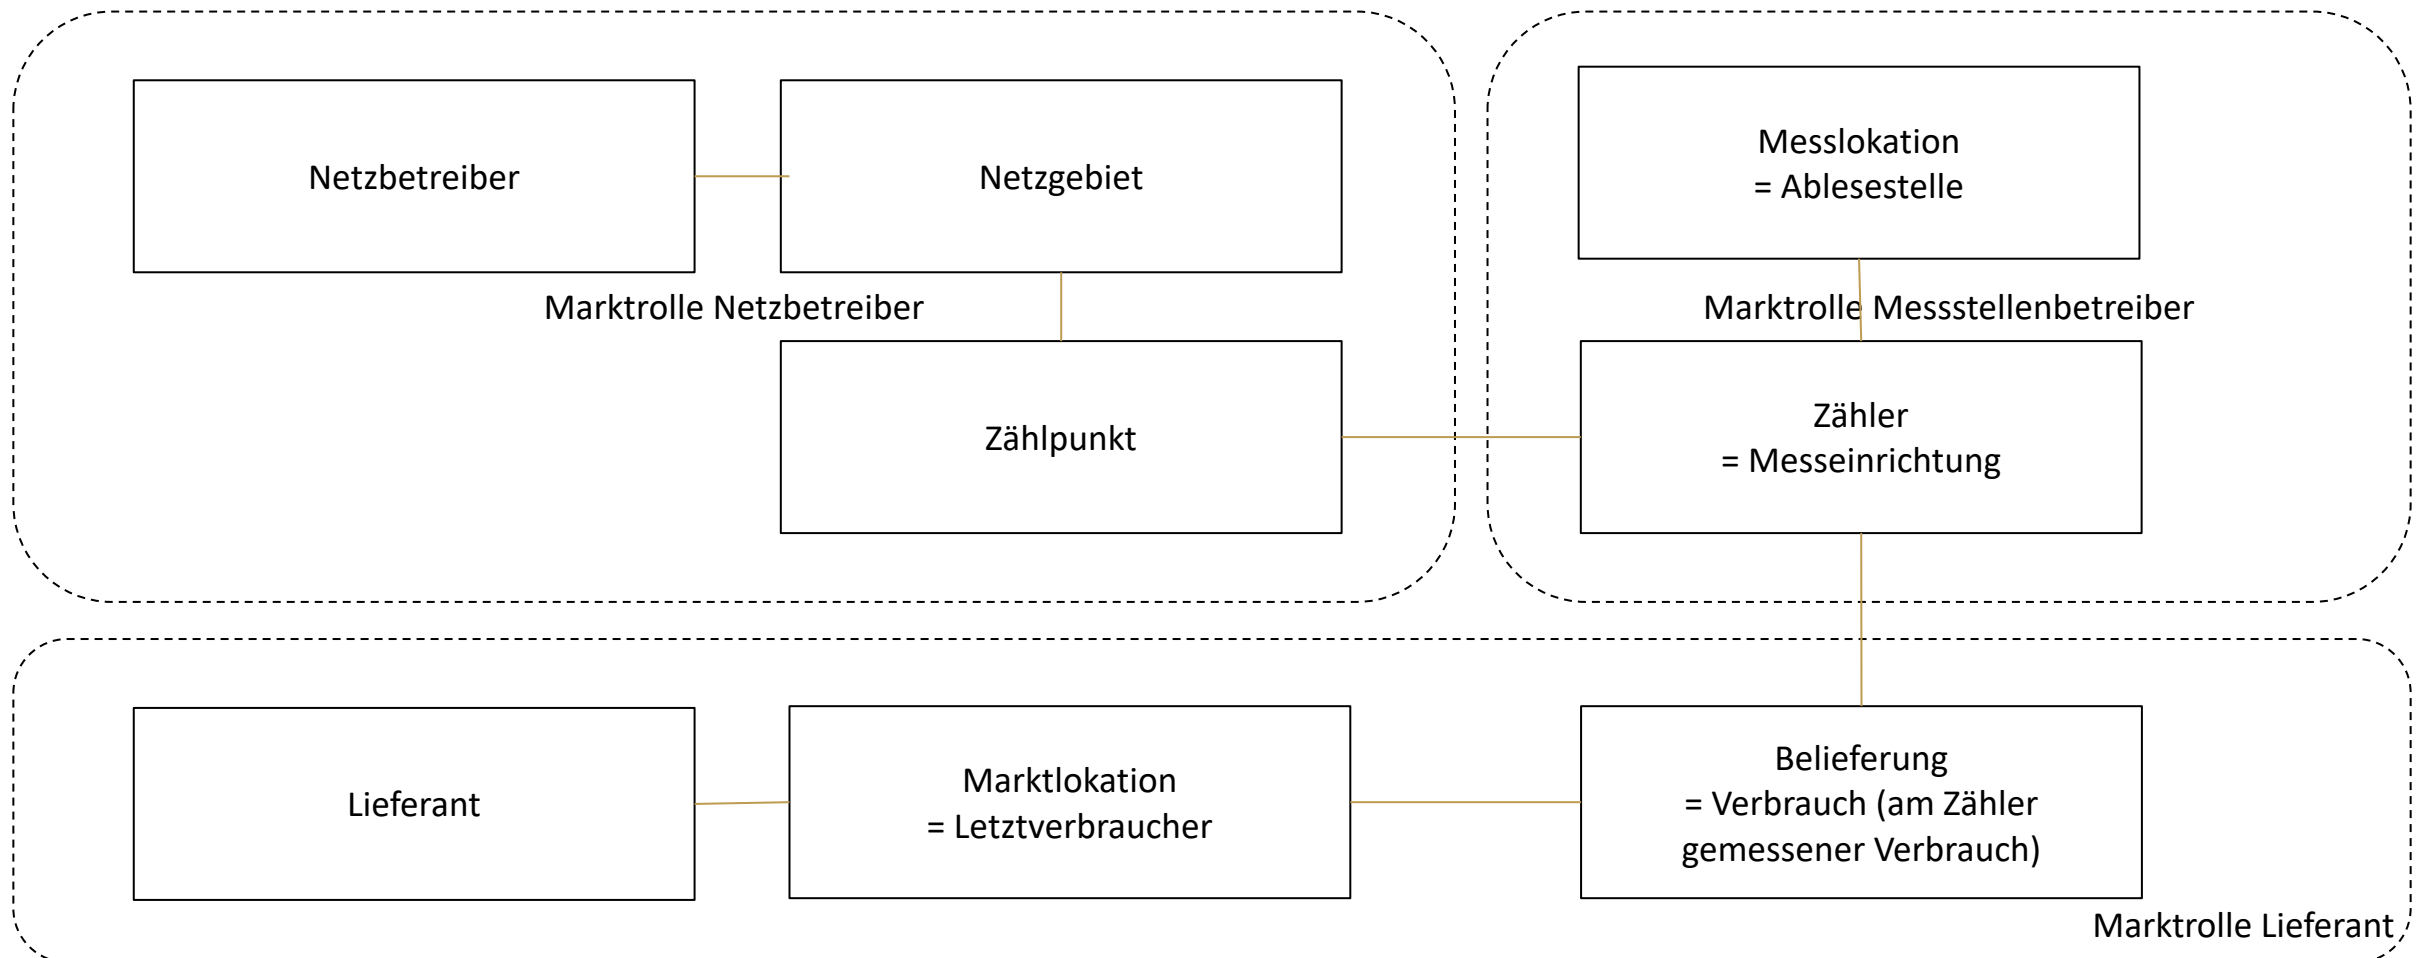 Netzbetreiber
Netzgebiet
Messlokation
= Ablesestelle
Marktrolle Netzbetreiber
Marktrolle Messstellenbetreiber
Zählpunkt
Zähler
= Messeinrichtung
Lieferant
Marktlokation
= Letztverbraucher
Belieferung
= Verbrauch (am Zähler
gemessener Verbrauch)
Marktrolle Lieferant